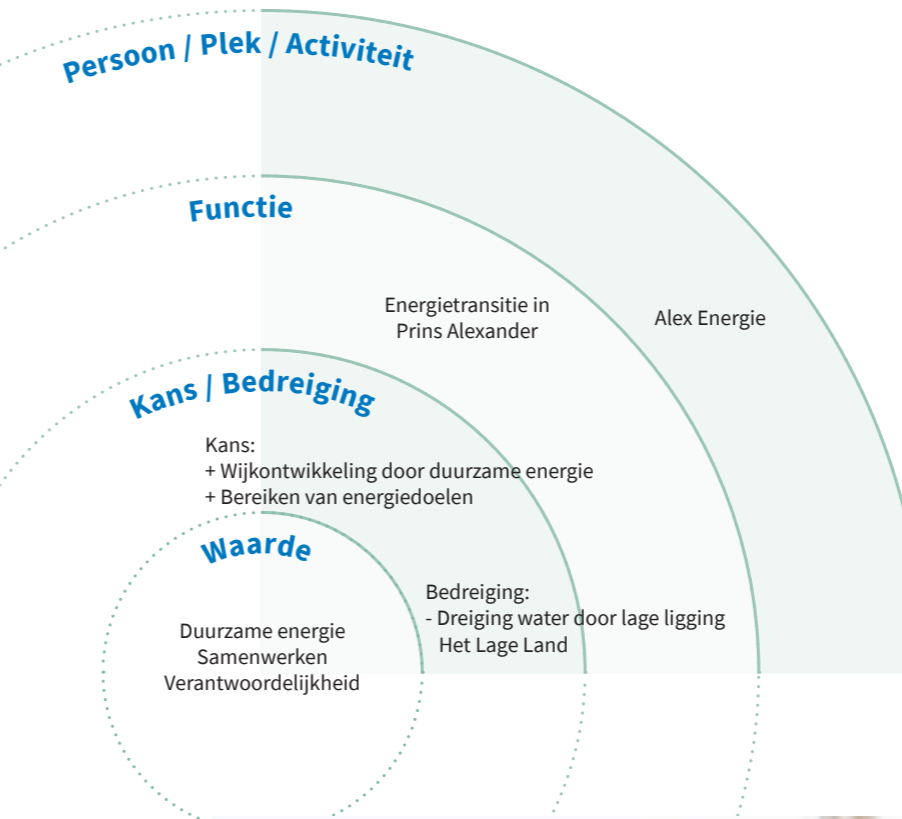 Persoon / Plek / Activiteit
Functie
Energietransitie in
Prins Alexander
Alex Energie
Kans / Bedreiging
Kans:
+ Wijkontwikkeling door duurzame energie
+ Bereiken van energiedoelen
Waarde
Bedreiging:
- Dreiging water door lage ligging
Het Lage Land
Duurzame energie
Samenwerken
Verantwoordelijkheid